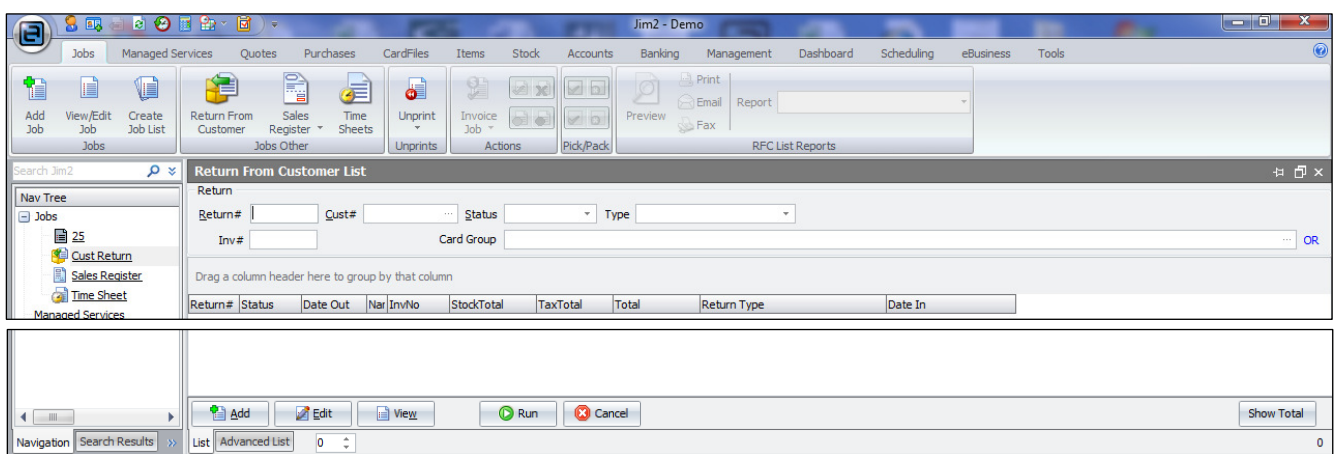 Jim2 - Demo
Jobs Managed Services Quotes Purchases CardFiles Items Stock Accounts Banking Management Dashboard Scheduling eBusiness Tools
Add Job View/Edit Job Create Job List
Return From Customer Sales Register Time Sheets
Unprint
Invoice Job
Preview
Print
Email
Fax
Report
Jobs Jobs Other Unprints Actions Pick/Pack RFC List Reports
Search Jim2
Return From Customer List
Nav Tree
Jobs
25
Cust Return
Sales Register
Time Sheet
Managed Services
Return
Return# Cust# Status Type
Inv# Card Group OR
Drag a column header here to group by that column
Return# Status Date Out Nar InvNo StockTotal TaxTotal Total Return Type Date In
Add Edit View Run Cancel Show Total
Navigation Search Results List Advanced List 0 0